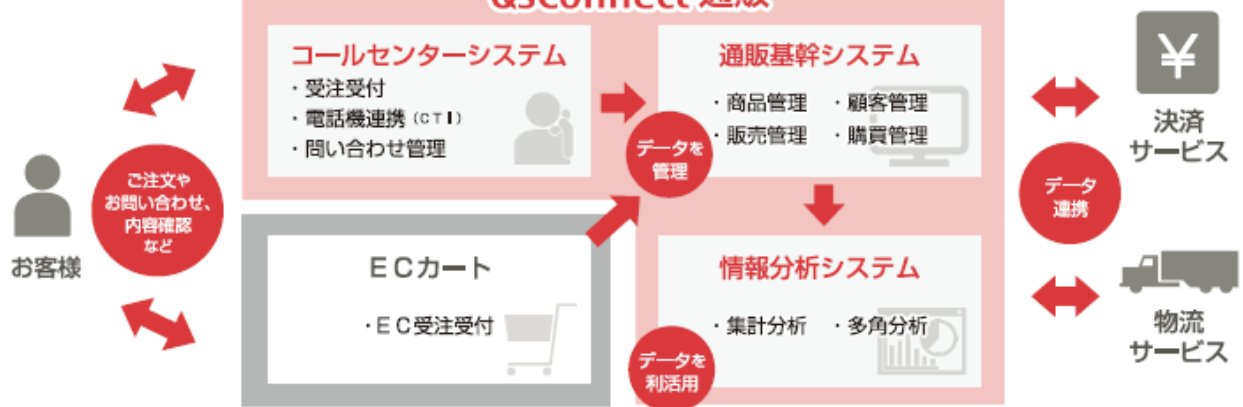 Qsconnect 通販
コールセンターシステム
・受注受付
・電話機連携（CTI）
・問い合わせ管理
通販基幹システム
・商品管理 ・顧客管理
・販売管理 ・購買管理
データを
管理
¥
決済
サービス
お客様
ご注文や
お問い合わせ、
内容確認
など
データ
連携
ECカート
・EC受注受付
情報分析システム
・集計分析 ・多角分析
データを
利活用
物流
サービス